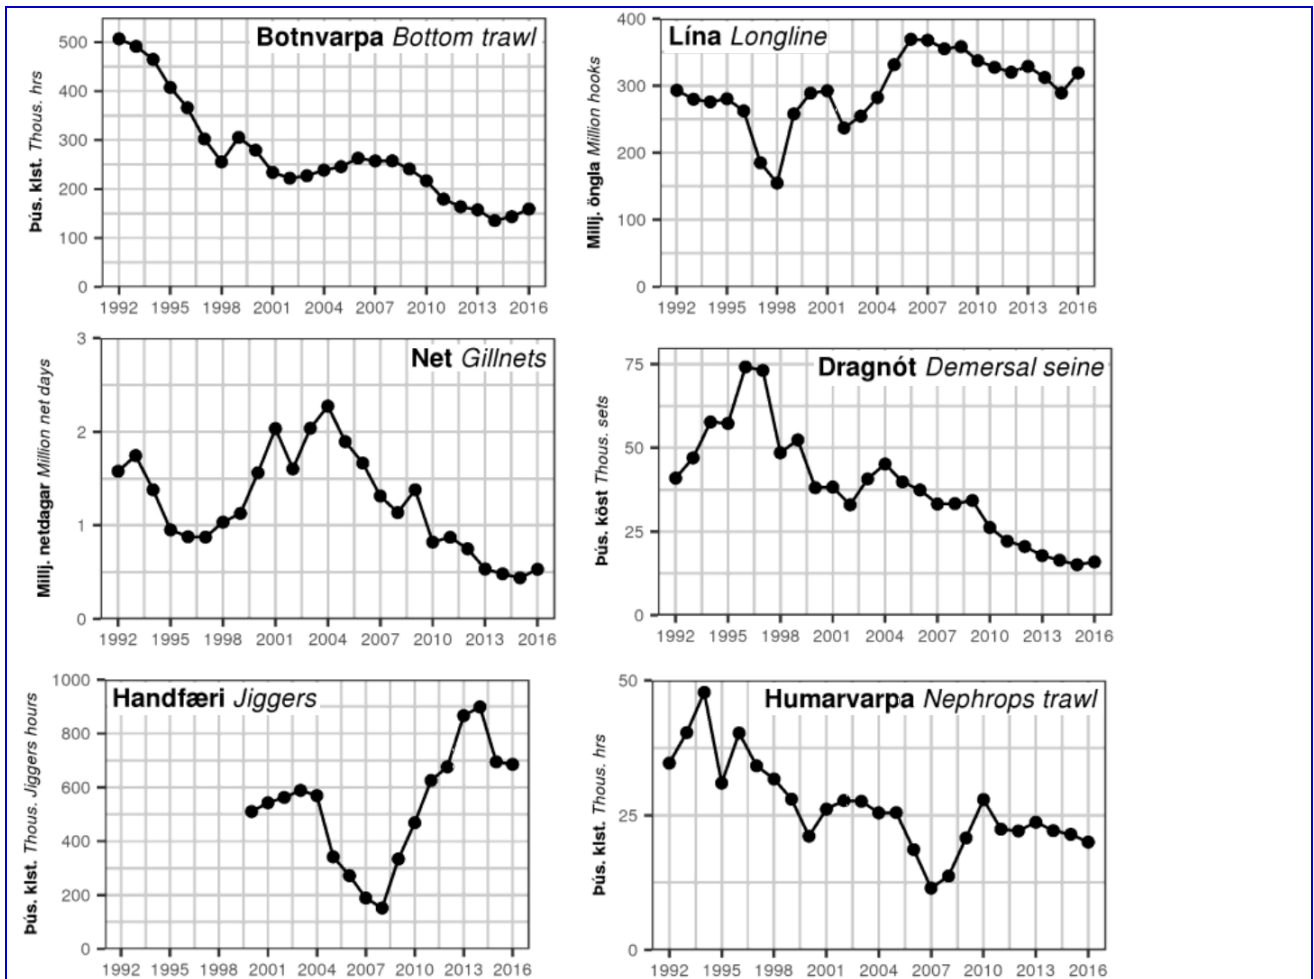 Botnvarpa Bottom trawl
Þús. klst. Thous. hrs
500
400
300
200
100
0
1992 1995 1998 2001 2004 2007 2010 2013 2016
Lína Longline
Millj. öngla Million hooks
400
300
200
100
0
1992 1995 1998 2001 2004 2007 2010 2013 2016
Net Gillnets
Millj. netdagar Million net days
3
2
1
0
1992 1995 1998 2001 2004 2007 2010 2013 2016
Dragnót Demersal seine
Þús. köst Thous. sets
75
50
25
0
1992 1995 1998 2001 2004 2007 2010 2013 2016
Handfæri Jiggers
Þús. klst. Thous. Jiggers hours
1000
800
600
400
200
0
1992 1995 1998 2001 2004 2007 2010 2013 2016
Humarvarpa Nephrops trawl
Þús. klst. Thous. hrs
50
25
0
1992 1995 1998 2001 2004 2007 2010 2013 2016